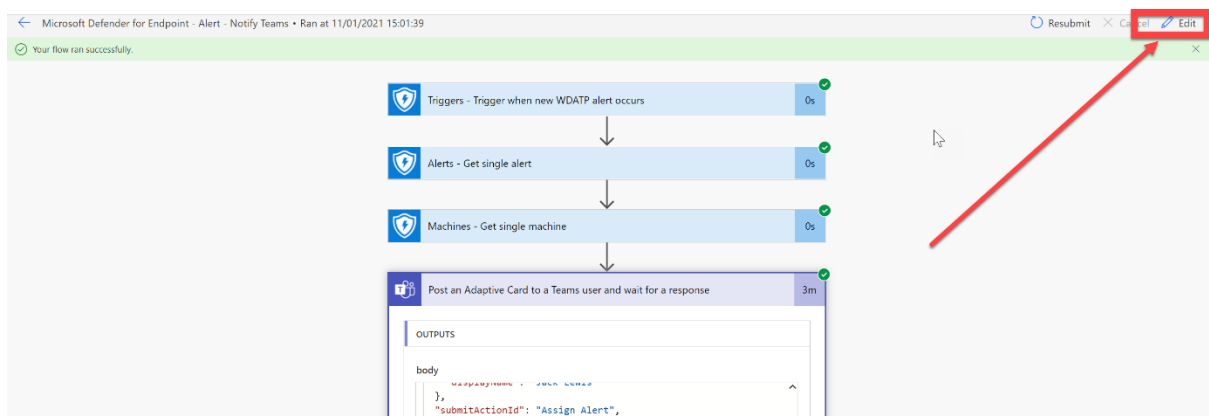 Microsoft Defender for Endpoint - Alert - Notify Teams • Ran at 11/01/2021 15:01:39
Resubmit Cancel Edit
Your flow ran successfully.
Triggers - Trigger when new WDATP alert occurs 0s
Alerts - Get single alert 0s
Machines - Get single machine 0s
Post an Adaptive Card to a Teams user and wait for a response 3m
OUTPUTS
body
"displayName": "Jack Lewis"
},
"submitActionId": "Assign Alert",